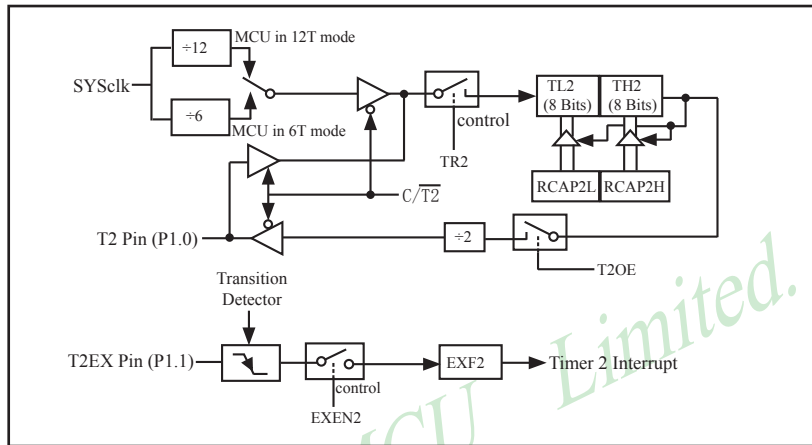 ÷12
MCU in 12T mode
SYSclk
÷6
MCU in 6T mode
control
TR2
TL2
(8 Bits)
TH2
(8 Bits)
RCAP2L
RCAP2H
C/T2
T2 Pin (P1.0)
÷2
T2OE
Transition
Detector
T2EX Pin (P1.1)
control
EXEN2
EXF2
Timer 2 Interrupt
MCU Limited.